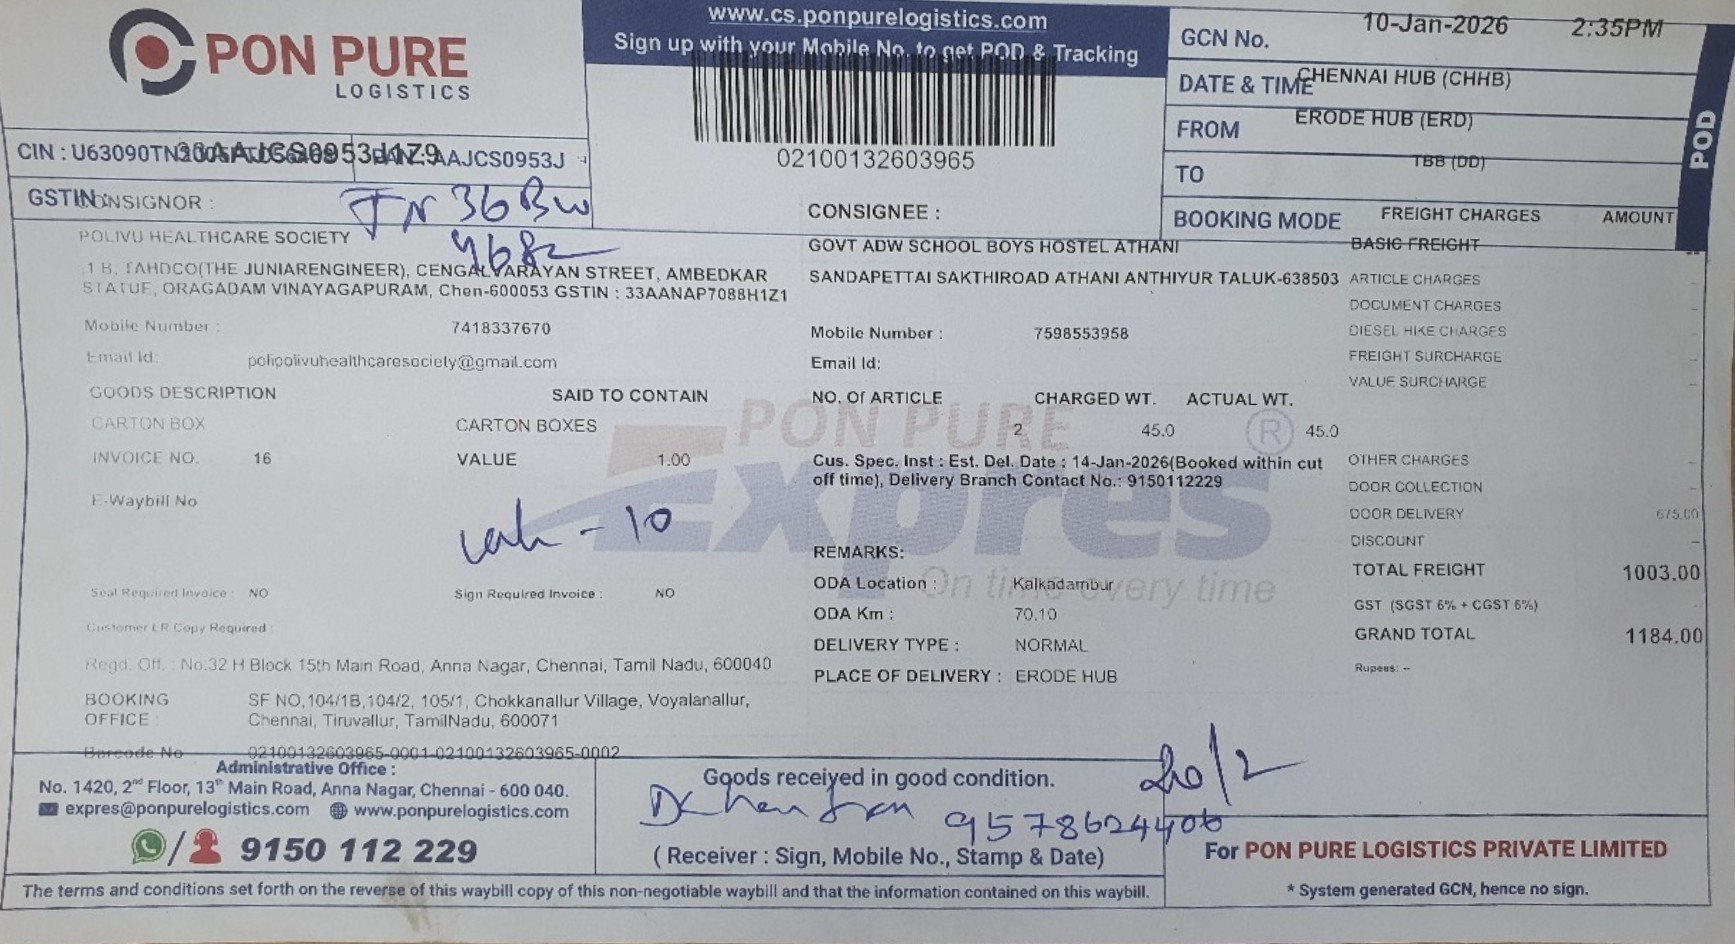 PON PURE
LOGISTICS
www.cs.ponpurelogistics.com
Sign up with your Mobile No. to get POD & Tracking
02100132603965
GCN No. 10-Jan-2026 2:35PM
DATE & TIME CHENNAI HUB (CHHB)
FROM ERODE HUB (ERD)
TO TBB (DD)
BOOKING MODE FREIGHT CHARGES AMOUNT
POD
CIN : 33AAJCS0953J1Z9 PAN : AAJCS0953J
GSTIN :
CONSIGNOR :
TN 36 BW
4682
POLIVU HEALTHCARE SOCIETY
1 B, TAHDCO(THE JUNIARENGINEER), CENGALVARAYAN STREET, AMBEDKAR
STATUE, ORAGADAM VINAYAGAPURAM, Chen-600053 GSTIN : 33AANAP7088H1Z1
Mobile Number : 7418337670
Email Id: polipolivuhealthcaresociety@gmail.com
CONSIGNEE :
GOVT ADW SCHOOL BOYS HOSTEL ATHANI
SANDAPETTAI SAKTHIROAD ATHANI ANTHIYUR TALUK-638503
Mobile Number : 7598553958
Email Id:
GOODS DESCRIPTION SAID TO CONTAIN
CARTON BOX CARTON BOXES
INVOICE NO. 16 VALUE 1.00
E-Waybill No
- 10
Seal Required Invoice : NO Sign Required Invoice : NO
Customer LR Copy Required :
NO. Of ARTICLE CHARGED WT. ACTUAL WT.
2 45.0 45.0
Cus. Spec. Inst : Est. Del. Date : 14-Jan-2026(Booked within cut
off time), Delivery Branch Contact No.: 9150112229
REMARKS:
ODA Location : Kalkadambur
ODA Km : 70.10
DELIVERY TYPE : NORMAL
PLACE OF DELIVERY : ERODE HUB
PON PURE
Expres ®
On time every time
BASIC FREIGHT --
ARTICLE CHARGES –
DOCUMENT CHARGES –
DIESEL HIKE CHARGES –
FREIGHT SURCHARGE –
VALUE SURCHARGE –
OTHER CHARGES –
DOOR COLLECTION –
DOOR DELIVERY 675.00
DISCOUNT –
TOTAL FREIGHT 1003.00
GST (SGST 6% + CGST 6%) --
GRAND TOTAL 1184.00
Rupees: –
Regd. Off. : No:32 H Block 15th Main Road, Anna Nagar, Chennai, Tamil Nadu, 600040
BOOKING SF NO,104/1B,104/2, 105/1, Chokkanallur Village, Voyalanallur,
OFFICE : Chennai, Tiruvallur, TamilNadu, 600071
Barcode No 02100132603965-0001-02100132603965-0002
Administrative Office :
No. 1420, 2nd Floor, 13th Main Road, Anna Nagar, Chennai - 600 040.
expres@ponpurelogistics.com www.ponpurelogistics.com
/ 9150 112 229
Goods received in good condition.
20/2
9578624406
( Receiver : Sign, Mobile No., Stamp & Date)
For PON PURE LOGISTICS PRIVATE LIMITED
* System generated GCN, hence no sign.
The terms and conditions set forth on the reverse of this waybill copy of this non-negotiable waybill and that the information contained on this waybill.